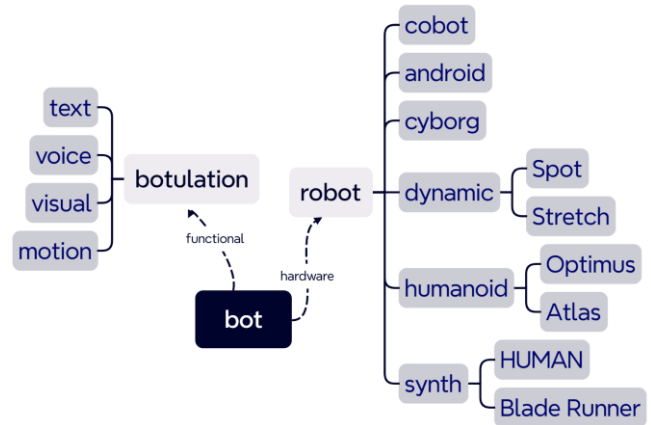 text
voice
visual
motion
botulation
functional
bot
hardware
robot
cobot
android
cyborg
dynamic
Spot
Stretch
humanoid
Optimus
Atlas
synth
HUMAN
Blade Runner